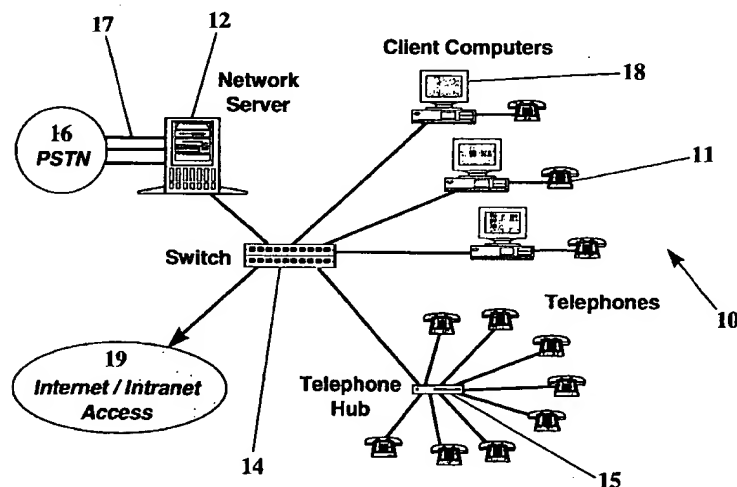 17
12
Client Computers
18
Network
Server
16
PSTN
11
Switch
10
Telephones
19
Internet / Intranet
Access
Telephone
Hub
14
15